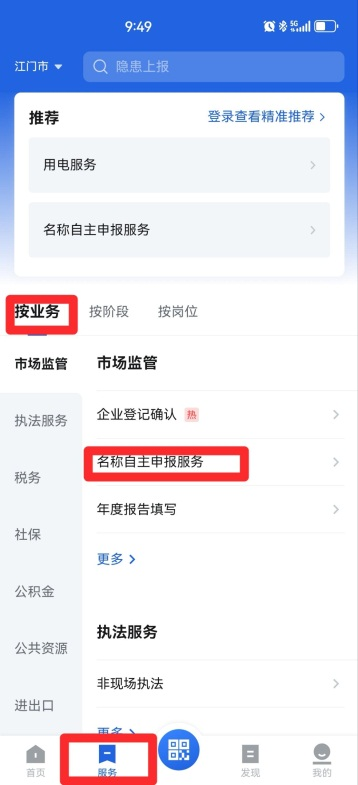 9:49
5G
江门市
隐患上报
推荐
登录查看精准推荐
用电服务
名称自主申报服务
按业务
按阶段
按岗位
市场监管
市场监管
企业登记确认 热
执法服务
名称自主申报服务
税务
年度报告填写
社保
更多
公积金
执法服务
公共资源
非现场执法
进出口
更多
首页
服务
发现
我的